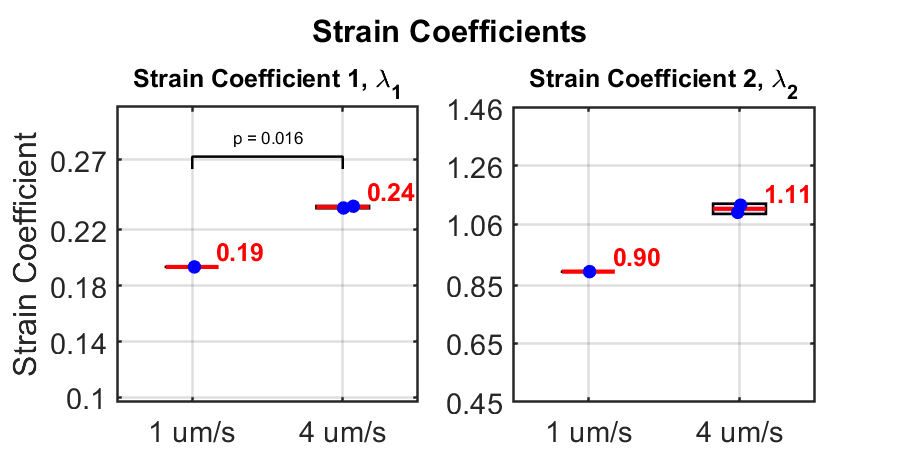 Strain Coefficients
Strain Coefficient 1, λ1
Strain Coefficient
0.27
0.22
0.18
0.14
0.1
p = 0.016
0.19
0.24
1 um/s
4 um/s
Strain Coefficient 2, λ2
1.46
1.26
1.06
0.85
0.65
0.45
0.90
1.11
1 um/s
4 um/s